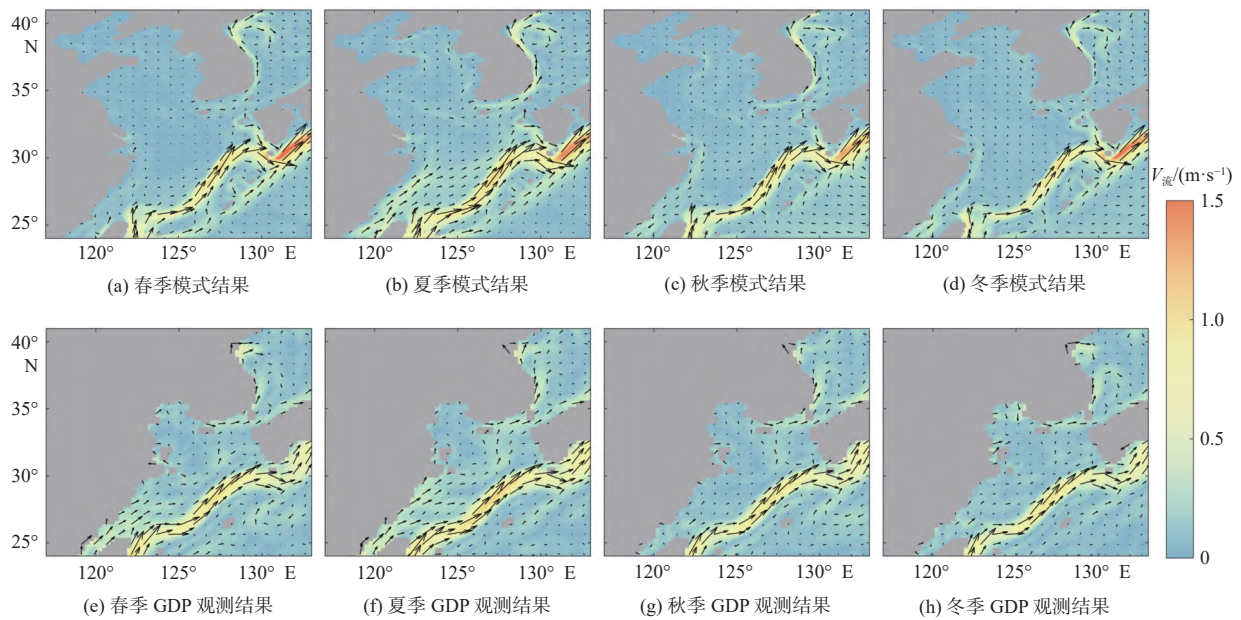 40°
N
35°
30°
25°
120° 125° 130° E
120° 125° 130° E
120° 125° 130° E
120° 125° 130° E
(a) 春季模式结果
(b) 夏季模式结果
(c) 秋季模式结果
(d) 冬季模式结果
V流/(m·s⁻¹)
1.5
1.0
0.5
0
40°
N
35°
30°
25°
120° 125° 130° E
120° 125° 130° E
120° 125° 130° E
120° 125° 130° E
(e) 春季 GDP 观测结果
(f) 夏季 GDP 观测结果
(g) 秋季 GDP 观测结果
(h) 冬季 GDP 观测结果